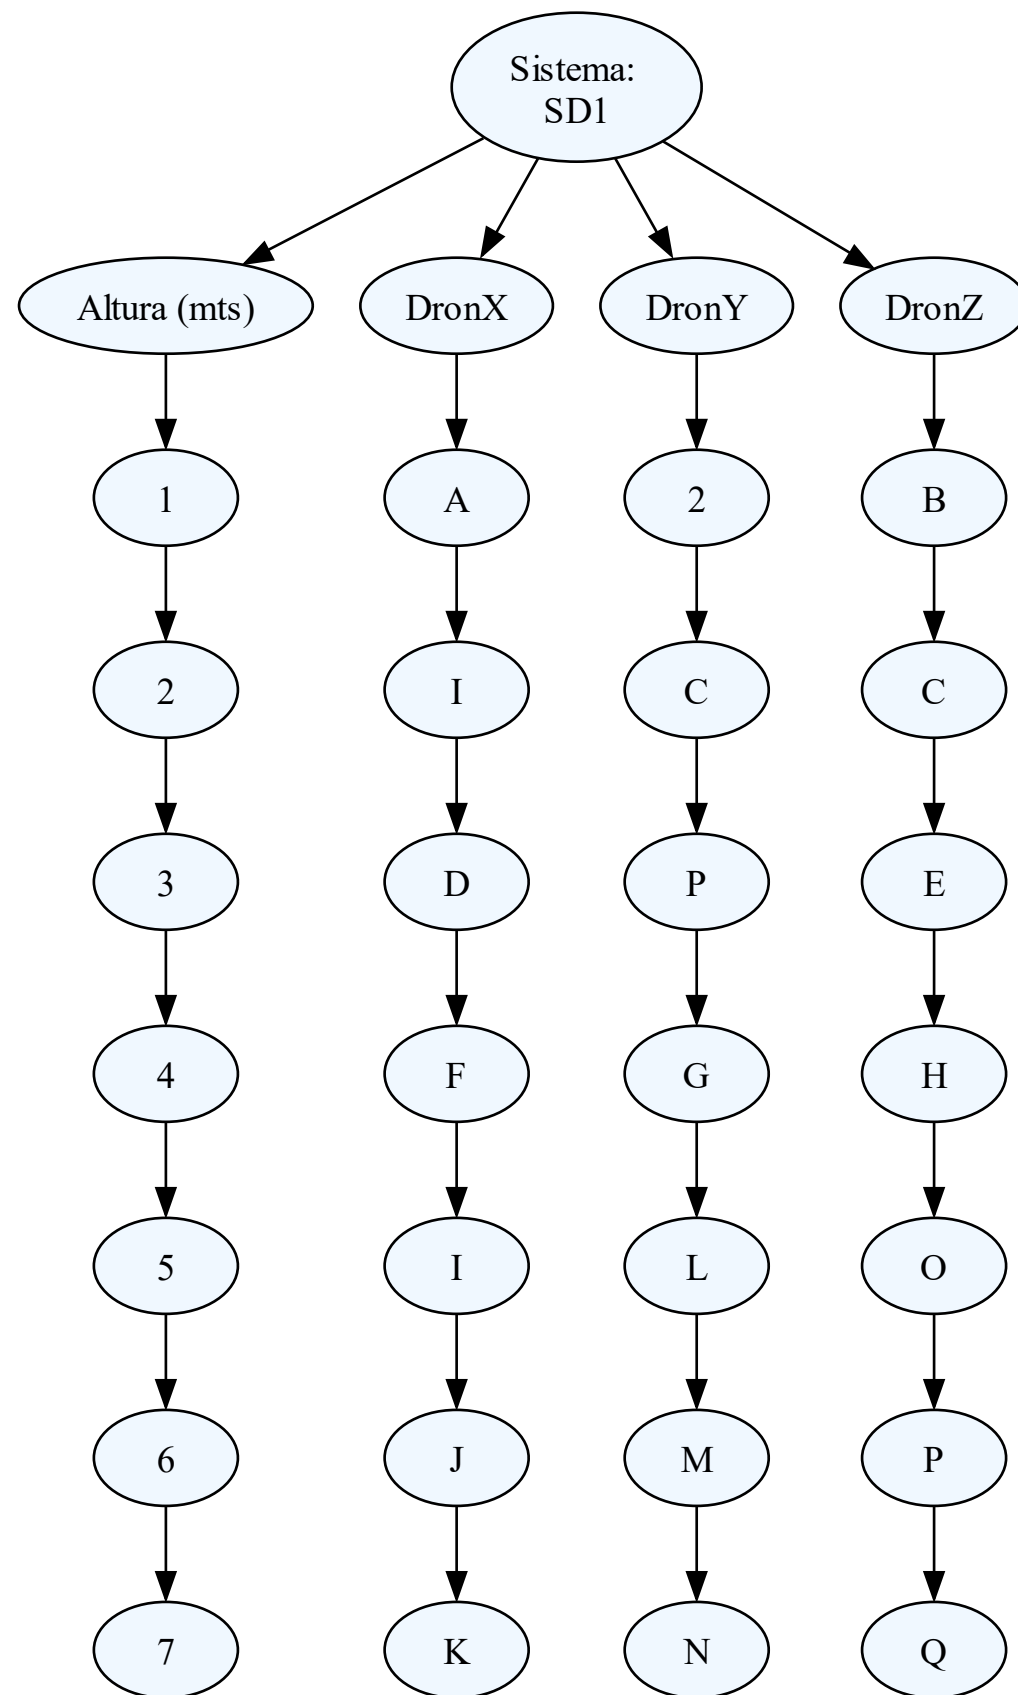 Sistema:
SD1
Altura (mts) DronX DronY DronZ
1 A 2 B
2 I C C
3 D P E
4 F G H
5 I L O
6 J M P
7 K N Q